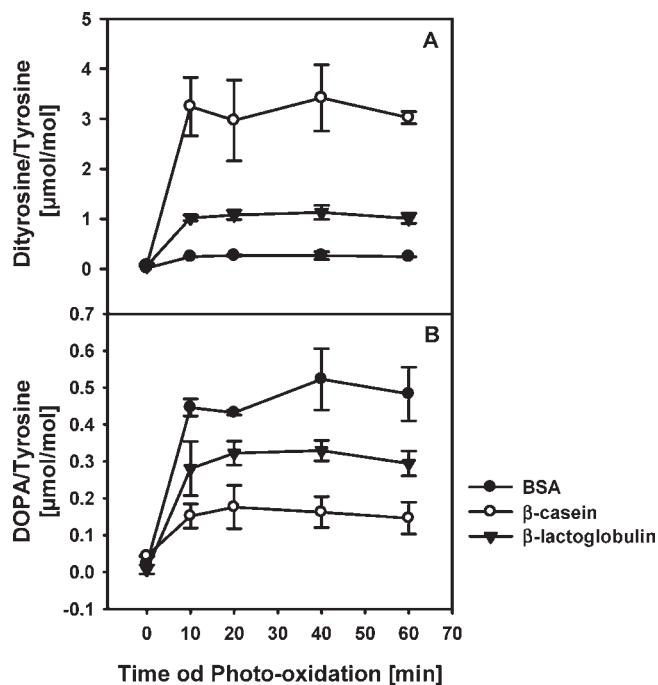 A
Dityrosine/Tyrosine
[µmol/mol]
5
4
3
2
1
0
B
DOPA/Tyrosine
[µmol/mol]
0.7
0.6
0.5
0.4
0.3
0.2
0.1
0.0
-0.1
0 10 20 30 40 50 60 70
Time od Photo-oxidation [min]
BSA
β-casein
β-lactoglobulin